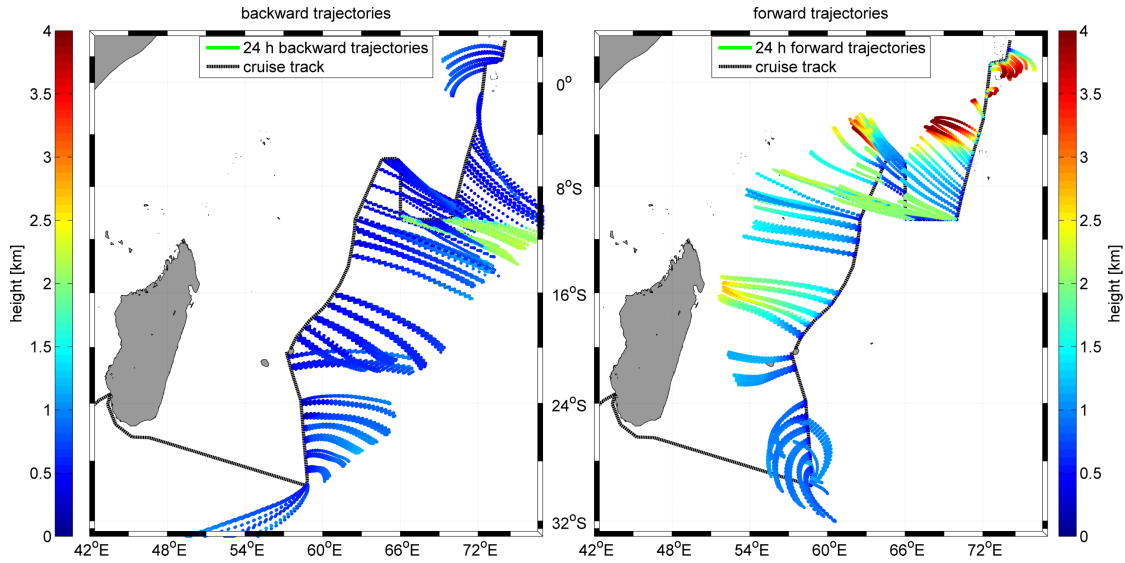 backward trajectories
forward trajectories
4
3.5
3
2.5
2
1.5
1
0.5
0
height [km]
24 h backward trajectories
cruise track
42°E
48°E
54°E
60°E
66°E
72°E
24 h forward trajectories
cruise track
0°
8°S
16°S
24°S
32°S
42°E
48°E
54°E
60°E
66°E
72°E
4
3.5
3
2.5
2
1.5
1
0.5
0
height [km]